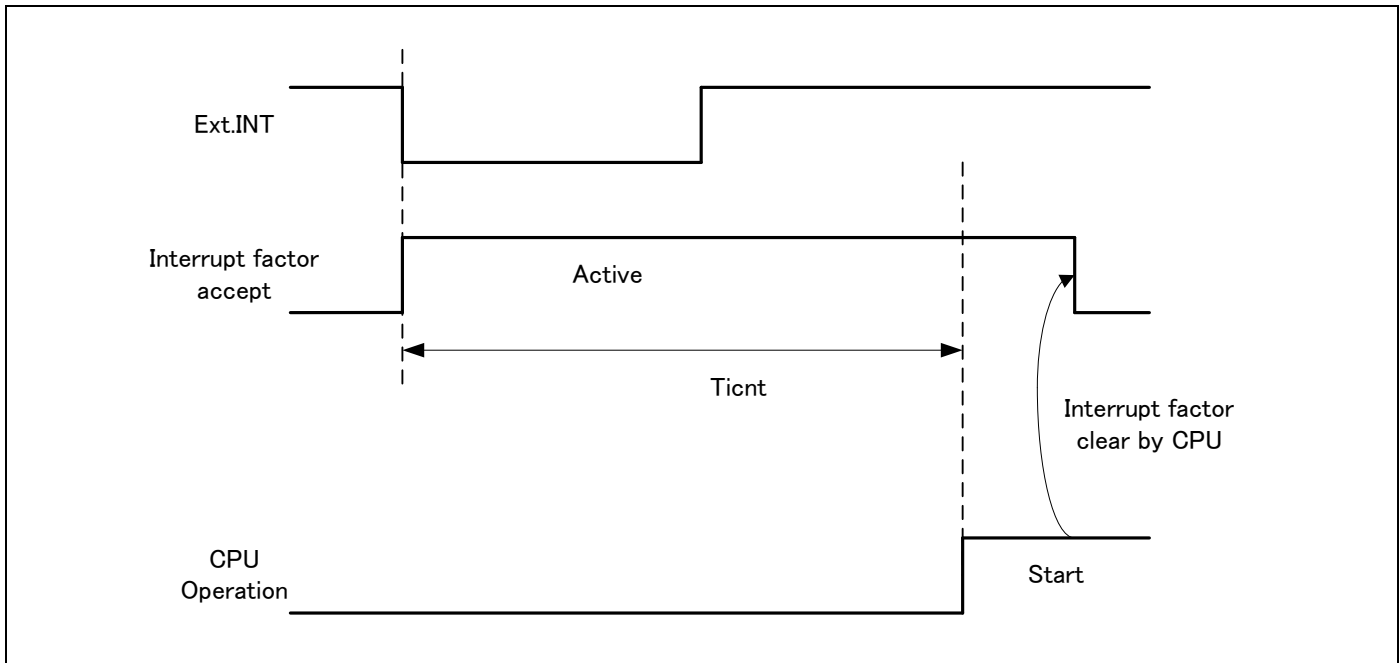 Ext.INT
Interrupt factor
accept
Active
Ticnt
Interrupt factor
clear by CPU
CPU
Operation
Start